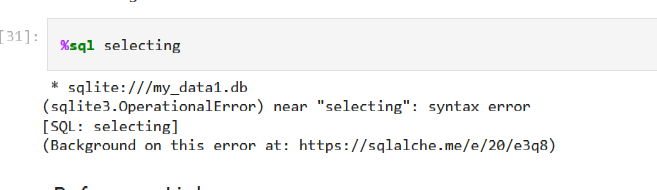 [31]:
%sql selecting
* sqlite:///my_data1.db
(sqlite3.OperationalError) near "selecting": syntax error
[SQL: selecting]
(Background on this error at: https://sqlalche.me/e/20/e3q8)